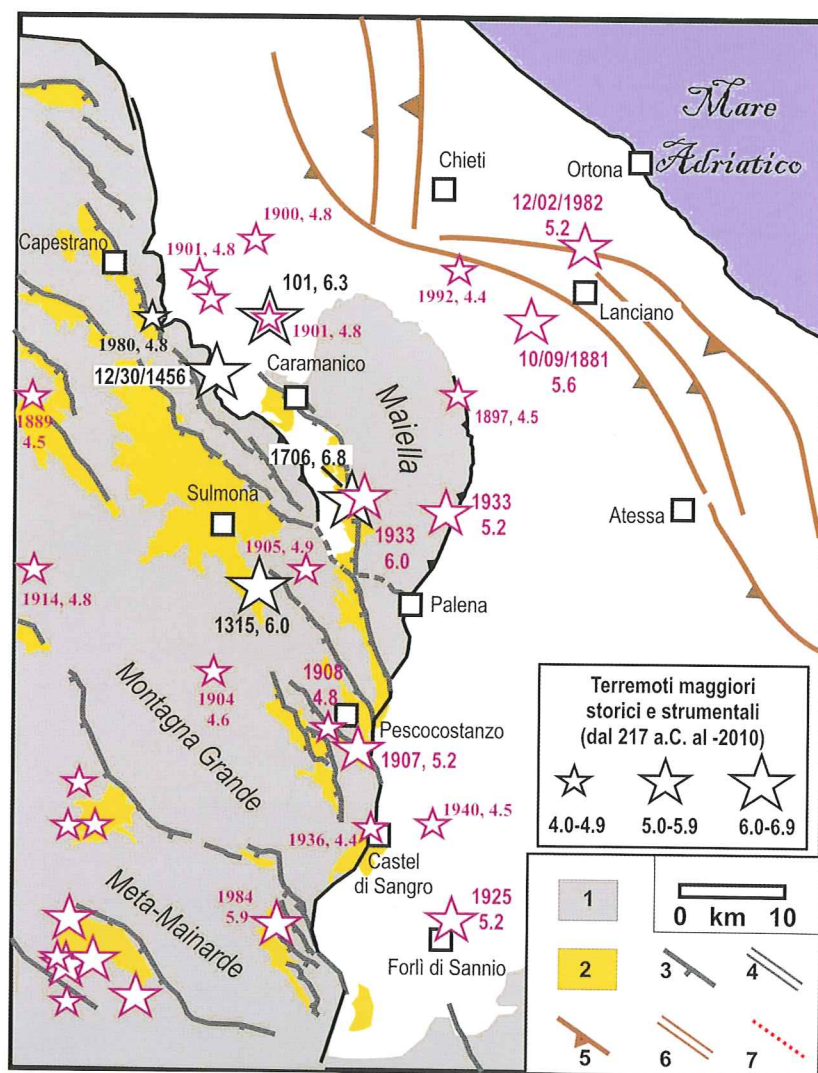 Mare
Adriatico
Chieti
Ortona
12/02/1982
5.2
1900, 4.8
Capestrano
1901, 4.8
101, 6.3
1992, 4.4
Lanciano
1980, 4.8
1901, 4.8
10/09/1881
5.6
12/30/1456
Caramanico
Maiella
1889
4.5
1897, 4.5
1706, 6.8
Sulmona
1933
5.2
1933
6.0
Atessa
1905, 4.9
1914, 4.8
Palena
1315, 6.0
1904
4.6
1908
4.8
Montagna Grande
Pescocostanzo
1907, 5.2
Terremoti maggiori
storici e strumentali
(dal 217 a.C. al -2010)
4.0-4.9
5.0-5.9
6.0-6.9
1940, 4.5
1936, 4.4
Castel
di Sangro
Meta-Mainarde
1984
5.9
1925
5.2
Forlì di Sannio
1
0 km 10
2
3
4
5
6
7